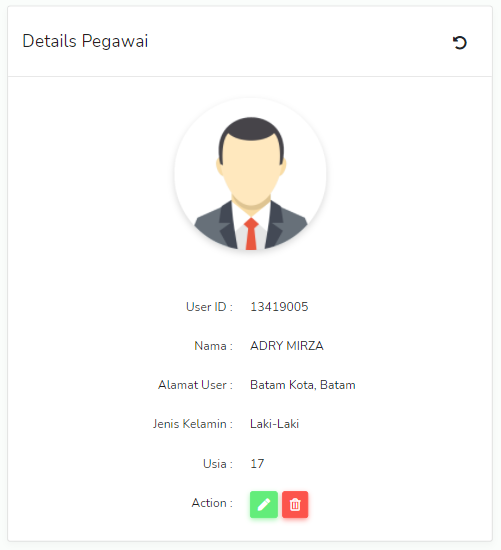 Details Pegawai
User ID : 13419005
Nama : ADRY MIRZA
Alamat User : Batam Kota, Batam
Jenis Kelamin : Laki-Laki
Usia : 17
Action :